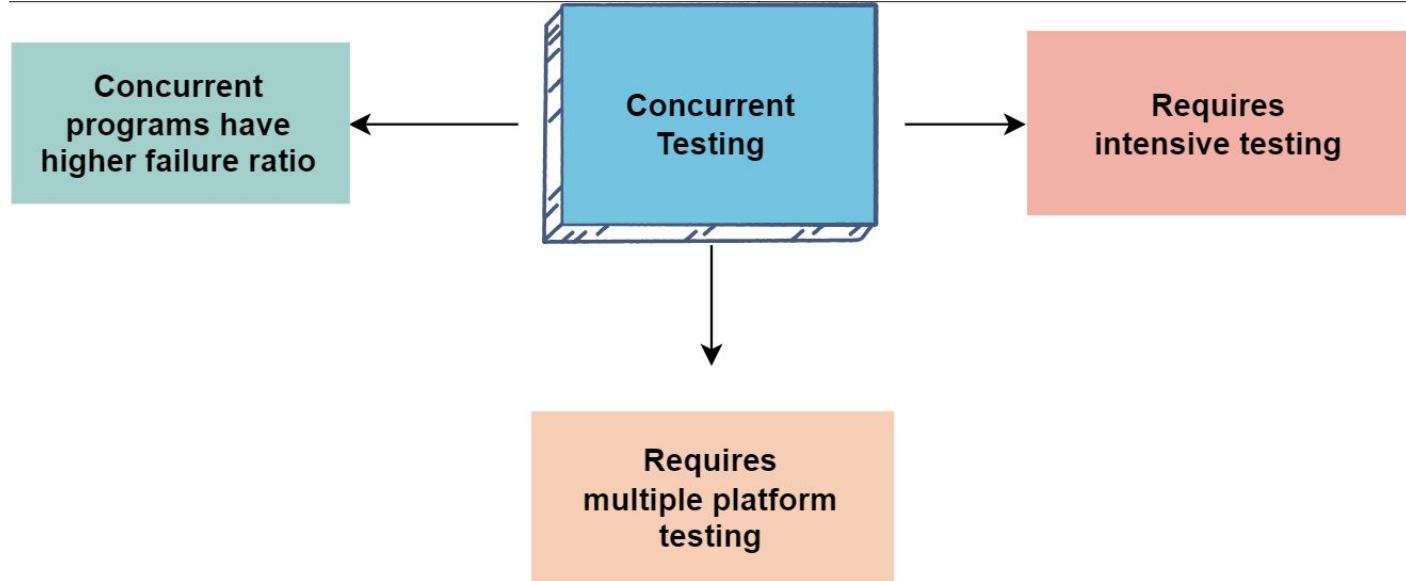 Concurrent
programs have
higher failure ratio
Concurrent
Testing
Requires
intensive testing
Requires
multiple platform
testing